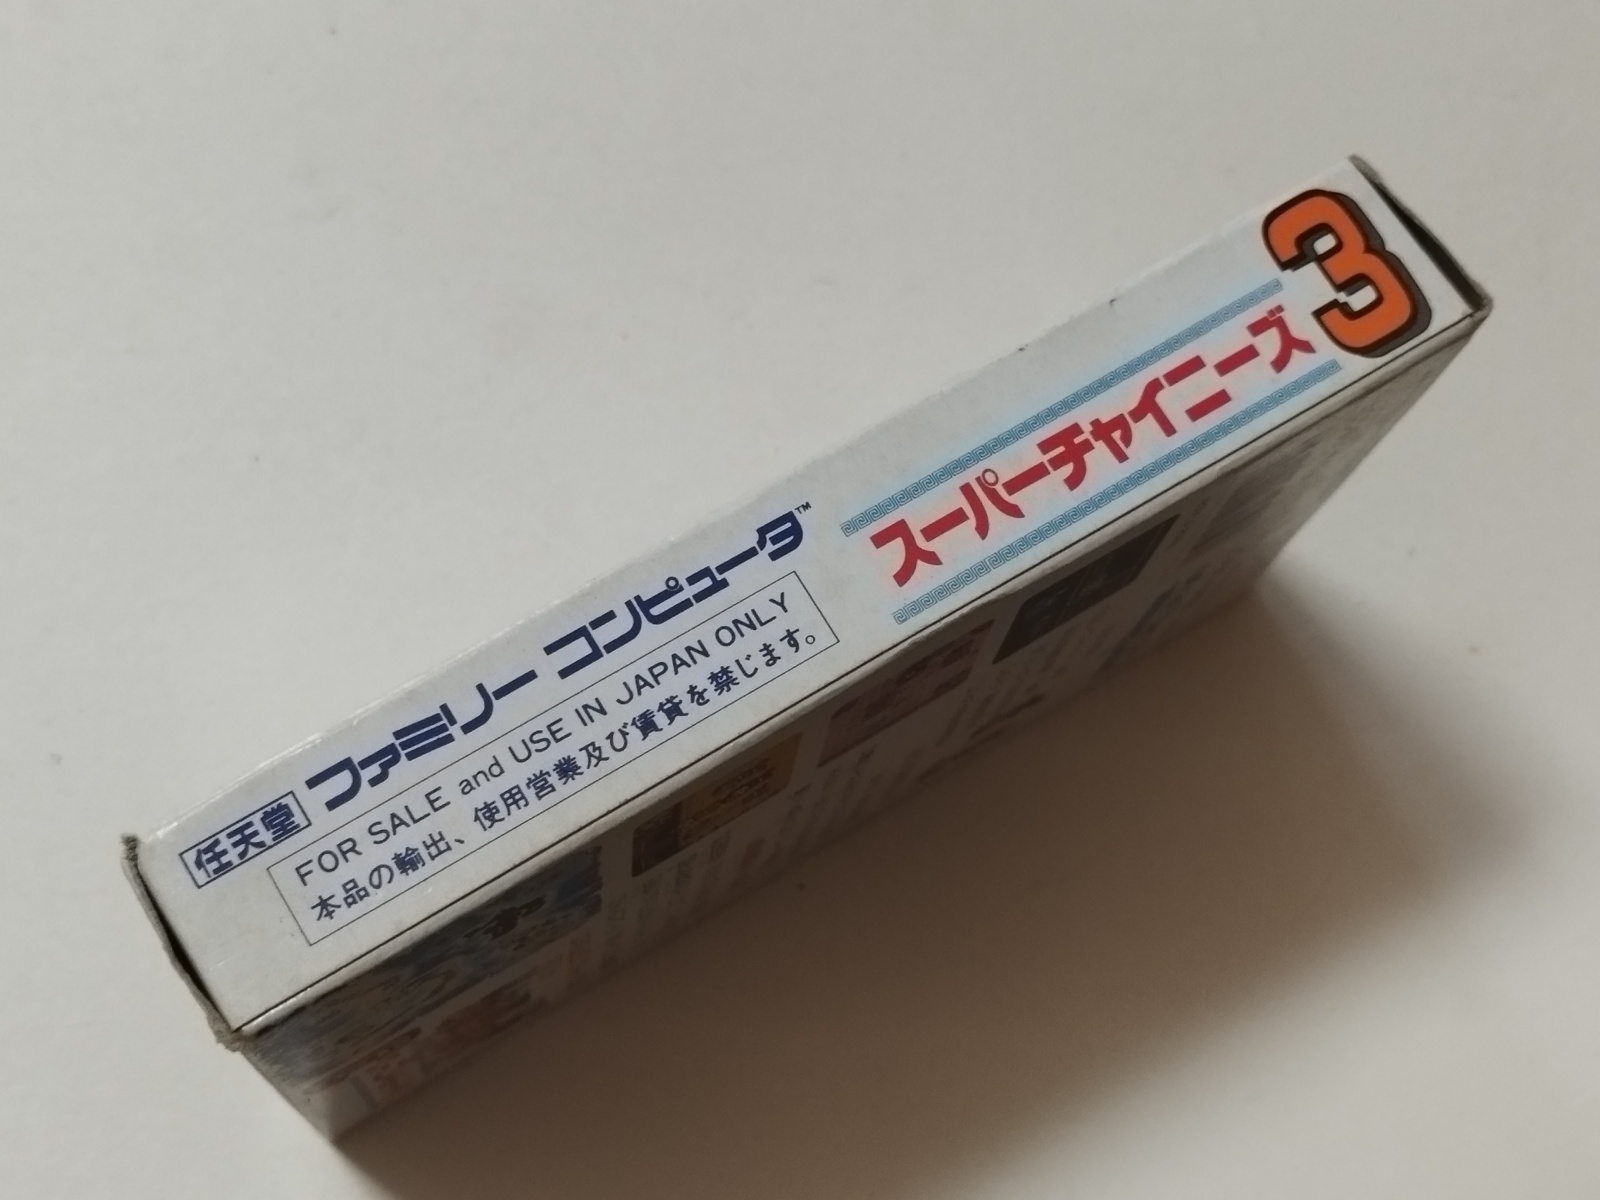 任天堂 ファミリー コンピュータ™
FOR SALE and USE IN JAPAN ONLY
本品の輸出、使用営業及び賃貸を禁じます。
スーパーチャイニーズ3